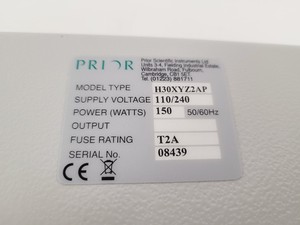 PRIOR
Prior Scientific Instruments Ltd
Units 3-4, Fielding Industrial Estate,
Wilbraham Road, Fulbourn,
Cambridge, CB1 5ET.
Tel: (01223) 881711
MODEL TYPE H30XYZ2AP
SUPPLY VOLTAGE 110/240
POWER (WATTS) 150 50/60Hz
OUTPUT
FUSE RATING T2A
SERIAL No. 08439
CE